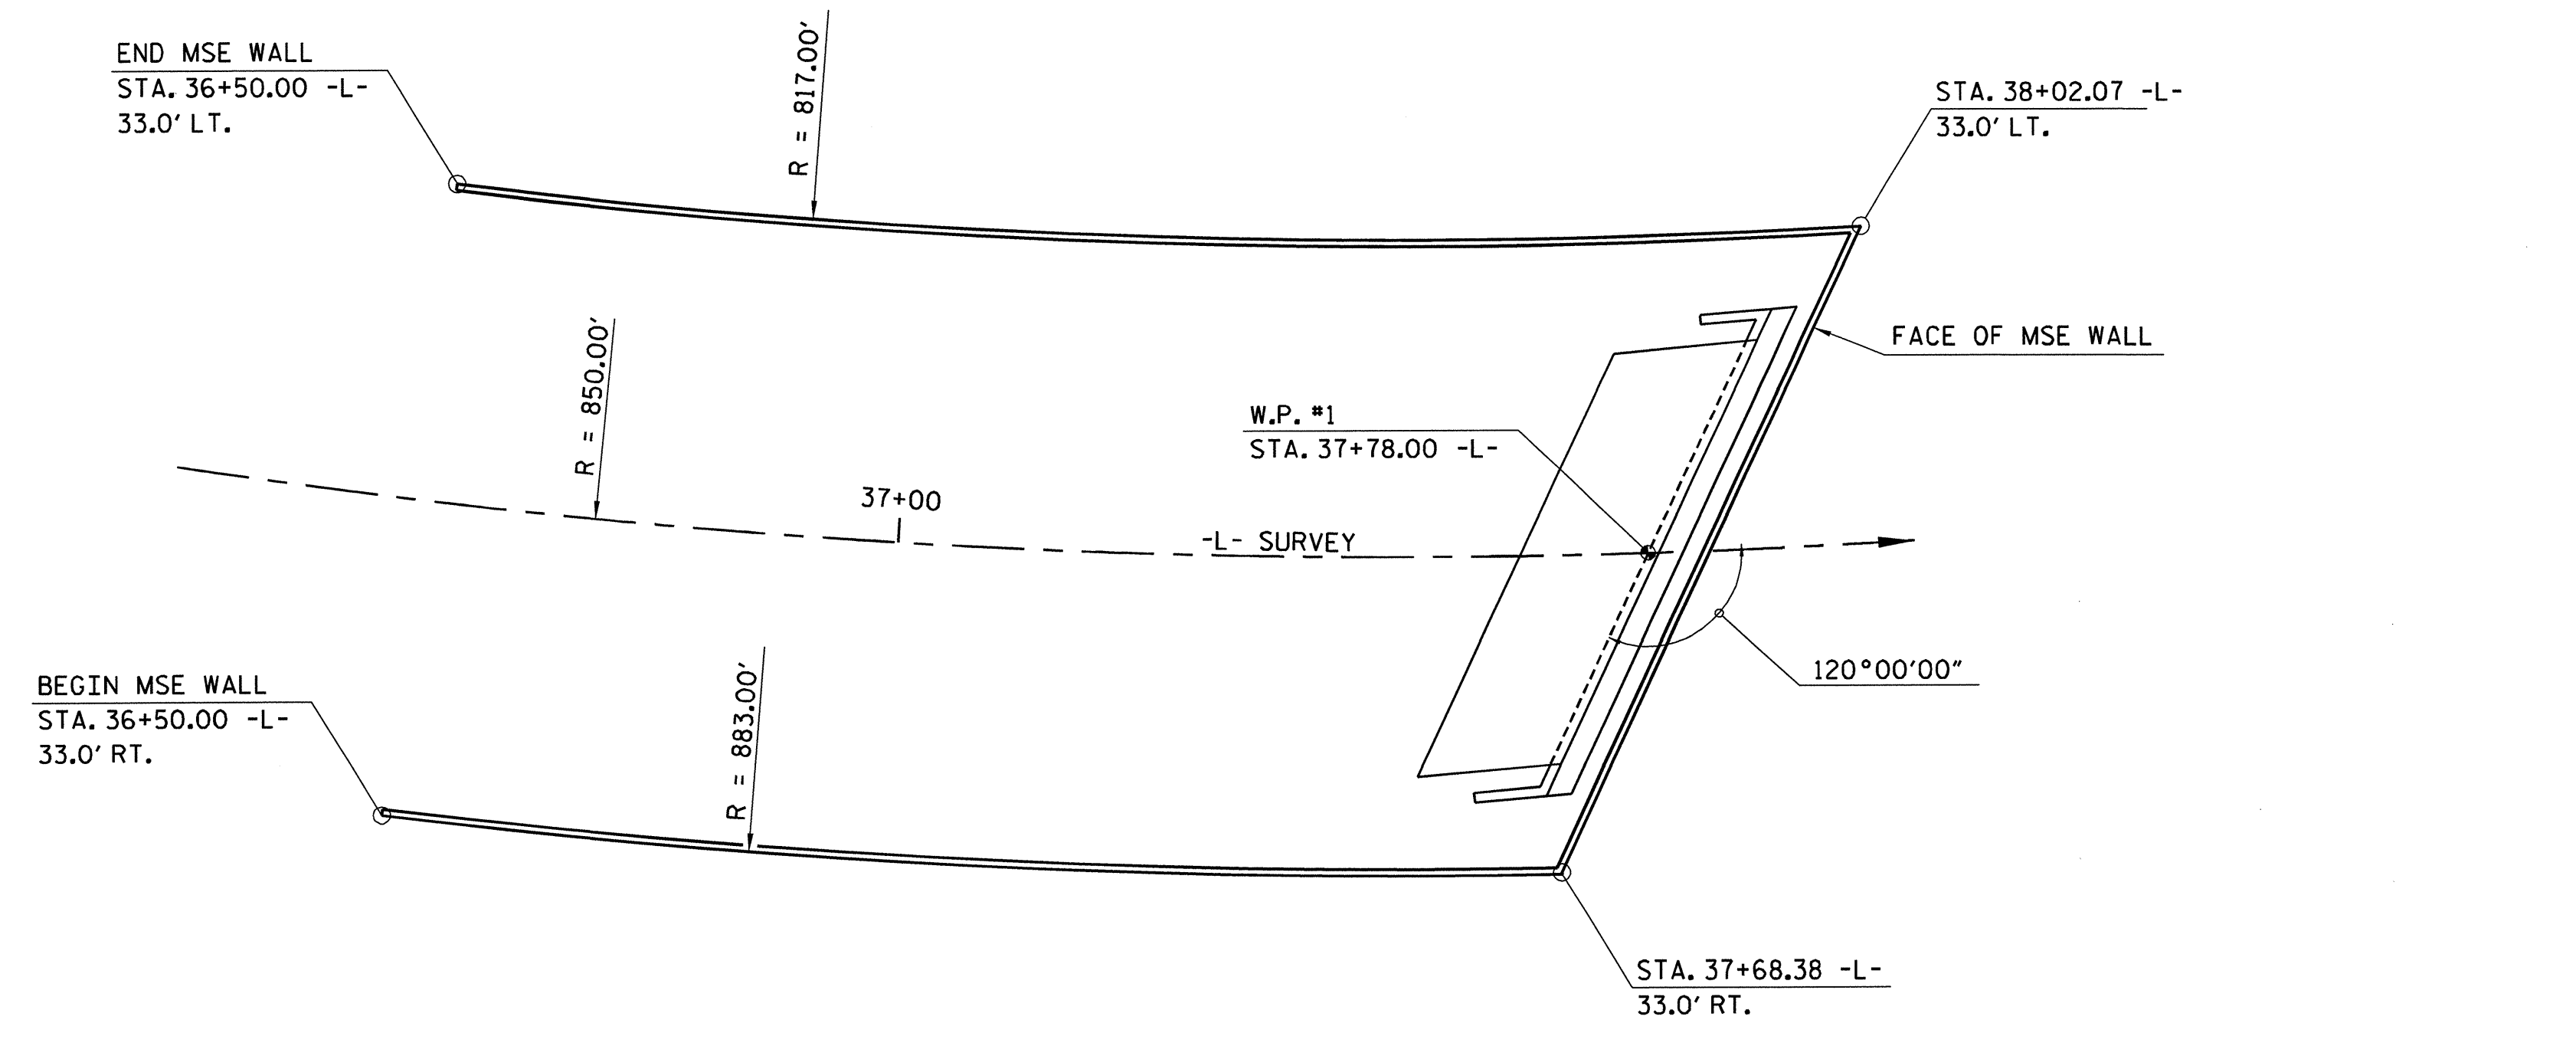 END MSE WALL
STA. 36+50.00 -L-
33.0' LT.
R = 817.00'
STA. 38+02.07 -L-
33.0' LT.
FACE OF MSE WALL
R = 850.00'
W.P. #1
STA. 37+78.00 -L-
37+00
-L- SURVEY
BEGIN MSE WALL
STA. 36+50.00 -L-
33.0' RT.
R = 883.00'
120°00'00"
STA. 37+68.38 -L-
33.0' RT.